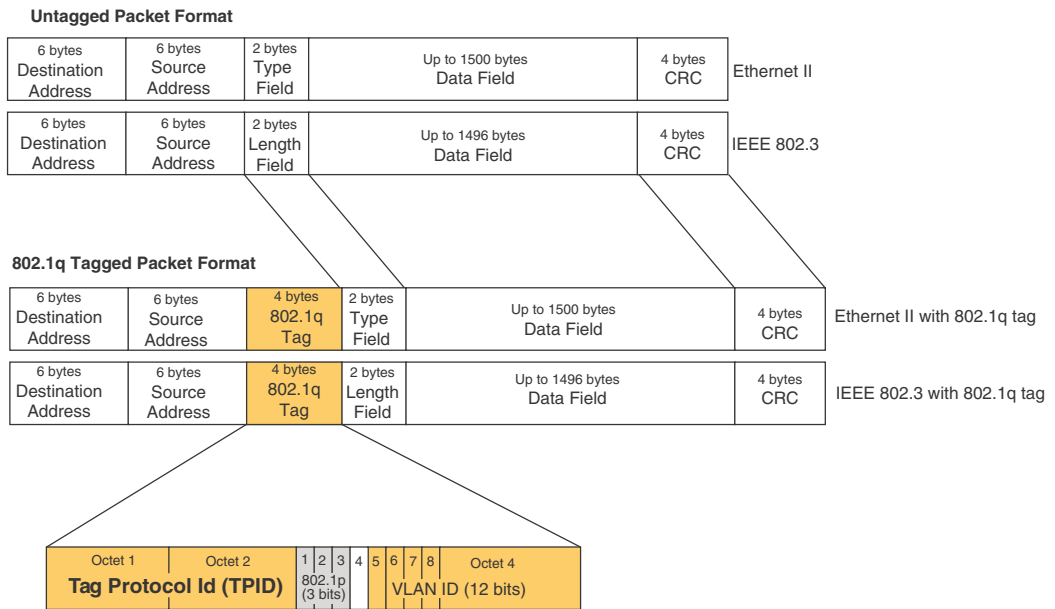 Untagged Packet Format
6 bytes
Destination
Address
6 bytes
Source
Address
2 bytes
Type
Field
Up to 1500 bytes
Data Field
4 bytes
CRC
Ethernet II
6 bytes
Destination
Address
6 bytes
Source
Address
2 bytes
Length
Field
Up to 1496 bytes
Data Field
4 bytes
CRC
IEEE 802.3
802.1q Tagged Packet Format
6 bytes
Destination
Address
6 bytes
Source
Address
4 bytes
802.1q
Tag
2 bytes
Type
Field
Up to 1500 bytes
Data Field
4 bytes
CRC
Ethernet II with 802.1q tag
6 bytes
Destination
Address
6 bytes
Source
Address
4 bytes
802.1q
Tag
2 bytes
Length
Field
Up to 1496 bytes
Data Field
4 bytes
CRC
IEEE 802.3 with 802.1q tag
Octet 1
Octet 2
1 2 3 4 5 6 7 8
Octet 4
Tag Protocol Id (TPID)
802.1p
(3 bits)
VLAN ID (12 bits)